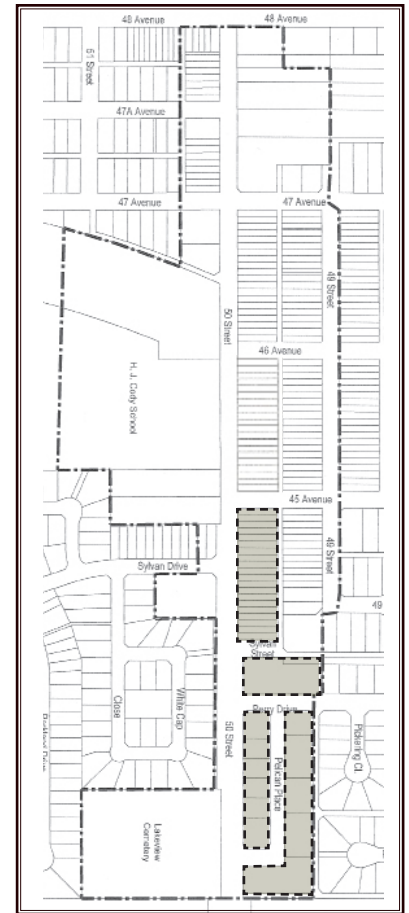 48 Avenue
48 Avenue
51 Street
47A Avenue
47 Avenue
47 Avenue
49 Street
50 Street
46 Avenue
H. J. Cody School
45 Avenue
49 Street
Sylvan Drive
49
Sylvan
Street
Perry Drive
White Cap
Close
50 Street
Pelican Place
Pickering Cl.
Lakeview
Cemetery